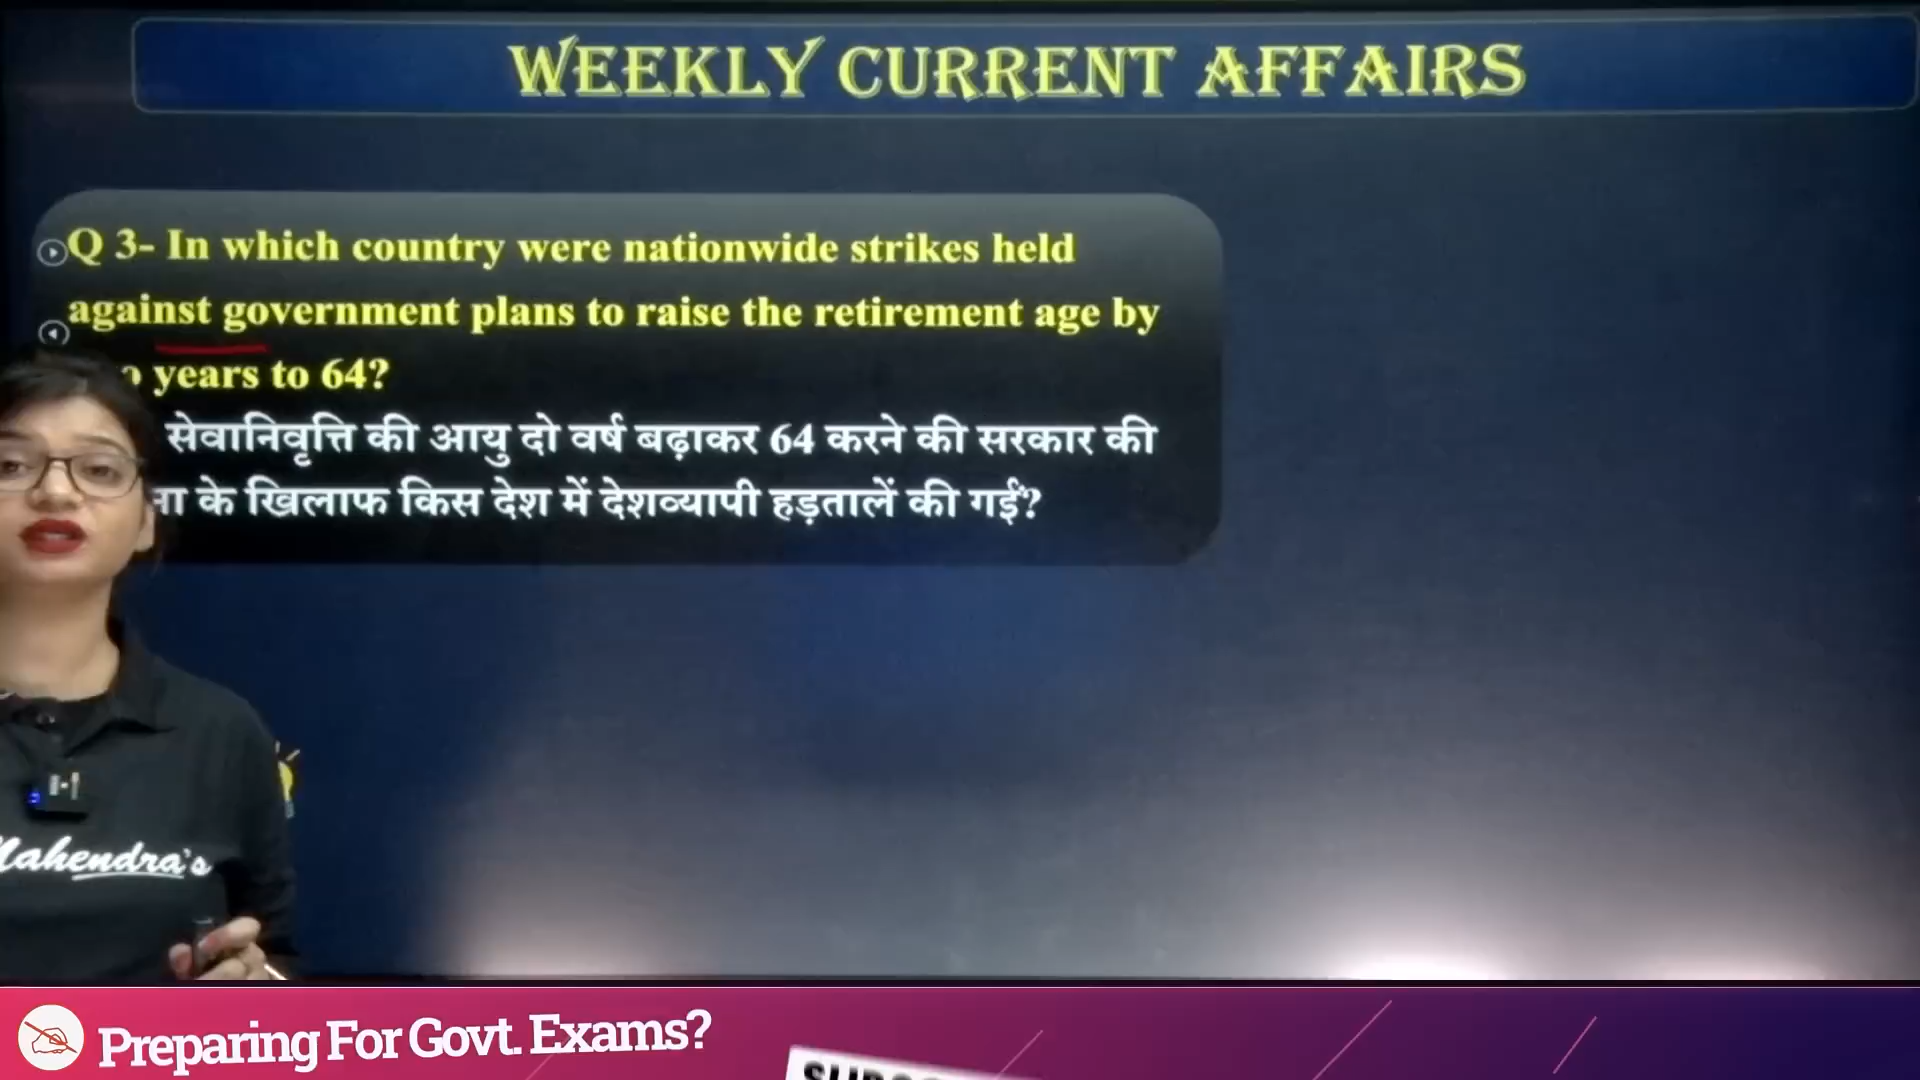 WEEKLY CURRENT AFFAIRS
Q 3- In which country were nationwide strikes held
against government plans to raise the retirement age by
years to 64?
सेवानिवृत्ति की आयु दो वर्ष बढ़ाकर 64 करने की सरकार की
के खिलाफ किस देश में देशव्यापी हड़तालें की गईं?
Mahendra's
Preparing For Govt. Exams?